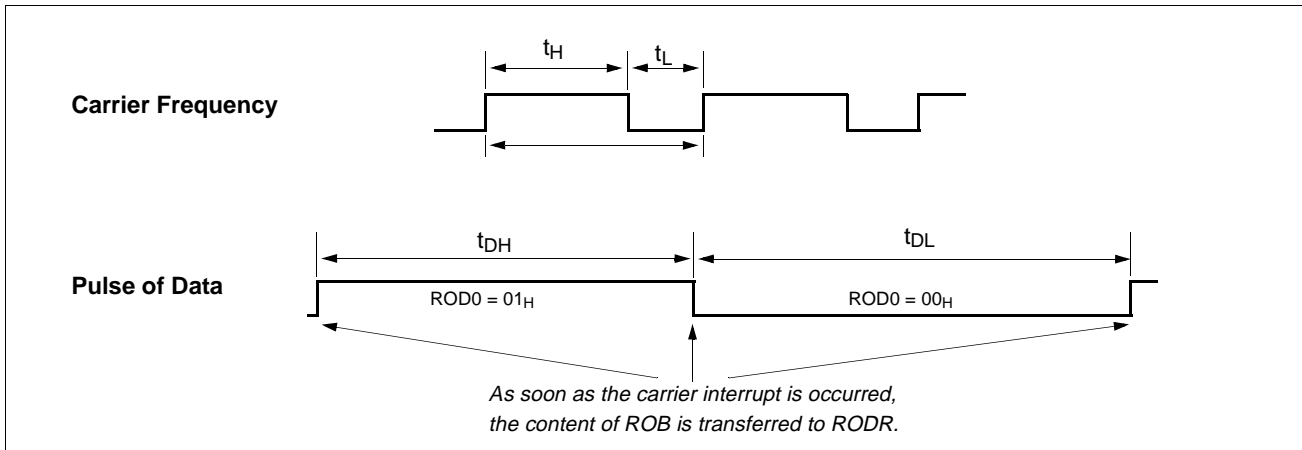 tH tL
Carrier Frequency
tDH tDL
Pulse of Data
ROD0 = 01H ROD0 = 00H
As soon as the carrier interrupt is occurred,
the content of ROB is transferred to RODR.